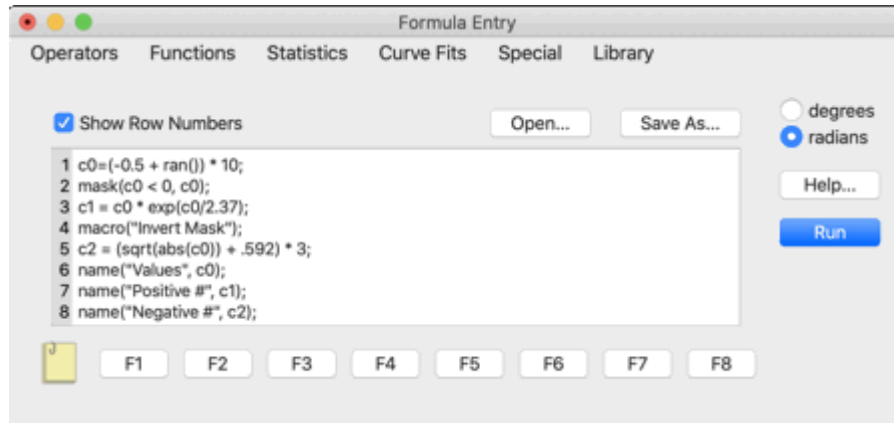 Formula Entry
Operators Functions Statistics Curve Fits Special Library
Show Row Numbers Open... Save As... degrees
radians
1 c0=(-0.5 + ran()) * 10;
2 mask(c0 < 0, c0);
3 c1 = c0 * exp(c0/2.37);
4 macro("Invert Mask");
5 c2 = (sqrt(abs(c0)) + .592) * 3;
6 name("Values", c0);
7 name("Positive #", c1);
8 name("Negative #", c2);
Help...
Run
F1 F2 F3 F4 F5 F6 F7 F8